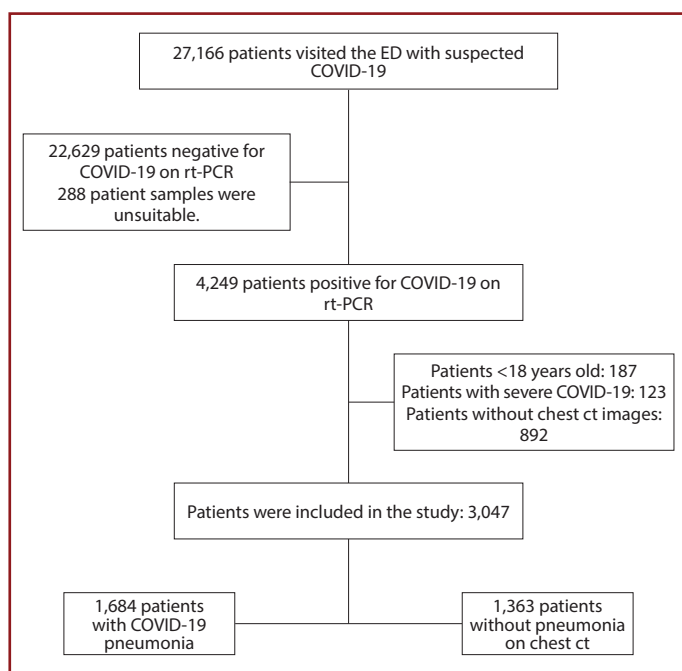 27,166 patients visited the ED with suspected
COVID-19
22,629 patients negative for
COVID-19 on rt-PCR
288 patient samples were
unsuitable.
4,249 patients positive for COVID-19 on
rt-PCR
Patients <18 years old: 187
Patients with severe COVID-19: 123
Patients without chest ct images:
892
Patients were included in the study: 3,047
1,684 patients
with COVID-19
pneumonia
1,363 patients
without pneumonia
on chest ct